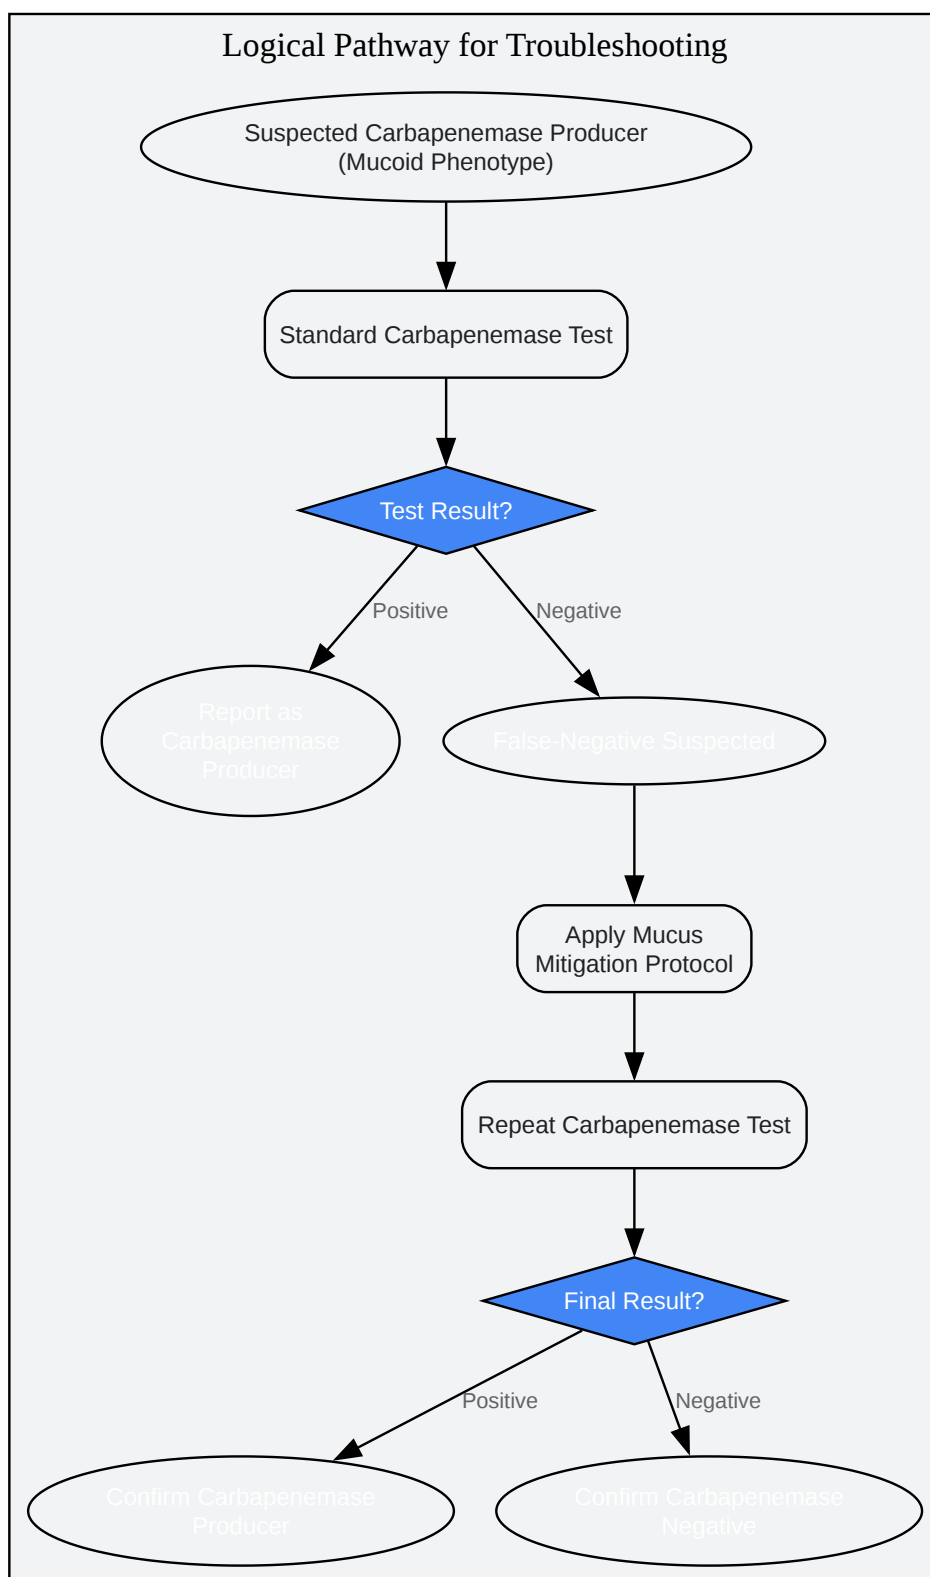 Logical Pathway for Troubleshooting
Suspected Carbapenemase Producer
(Mucoid Phenotype)
Standard Carbapenemase Test
Test Result?
Positive
Negative
Report as
Carbapenemase
Producer
False-Negative Suspected
Apply Mucus
Mitigation Protocol
Repeat Carbapenemase Test
Final Result?
Positive
Negative
Confirm Carbapenemase
Producer
Confirm Carbapenemase
Negative